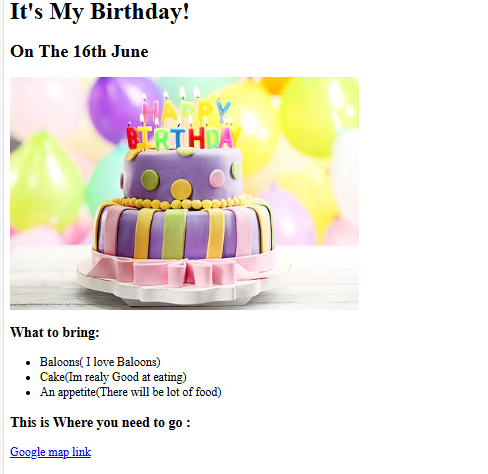 It's My Birthday!
On The 16th June
HAPPY
BIRTHDAY
What to bring:
Baloons( I love Baloons)
Cake(Im realy Good at eating)
An appetite(There will be lot of food)
This is Where you need to go :
Google map link